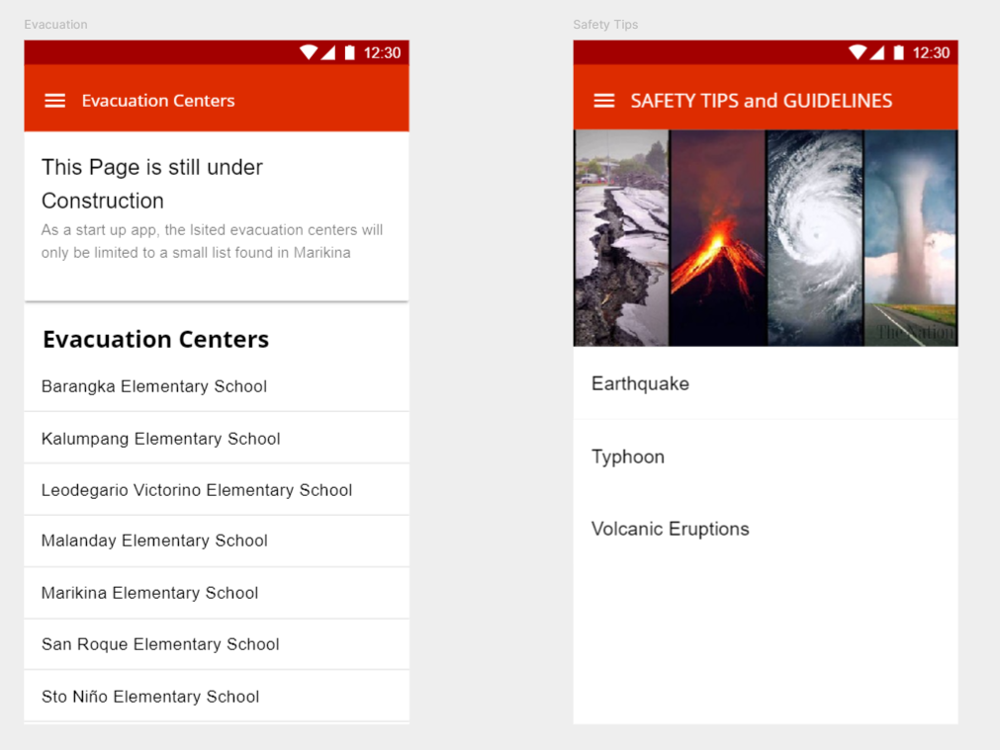 Evacuation
12:30
Evacuation Centers
This Page is still under
Construction
As a start up app, the lsited evacuation centers will
only be limited to a small list found in Marikina
Evacuation Centers
Barangka Elementary School
Kalumpang Elementary School
Leodegario Victorino Elementary School
Malanday Elementary School
Marikina Elementary School
San Roque Elementary School
Sto Niño Elementary School
Safety Tips
12:30
SAFETY TIPS and GUIDELINES
The Nation
Earthquake
Typhoon
Volcanic Eruptions